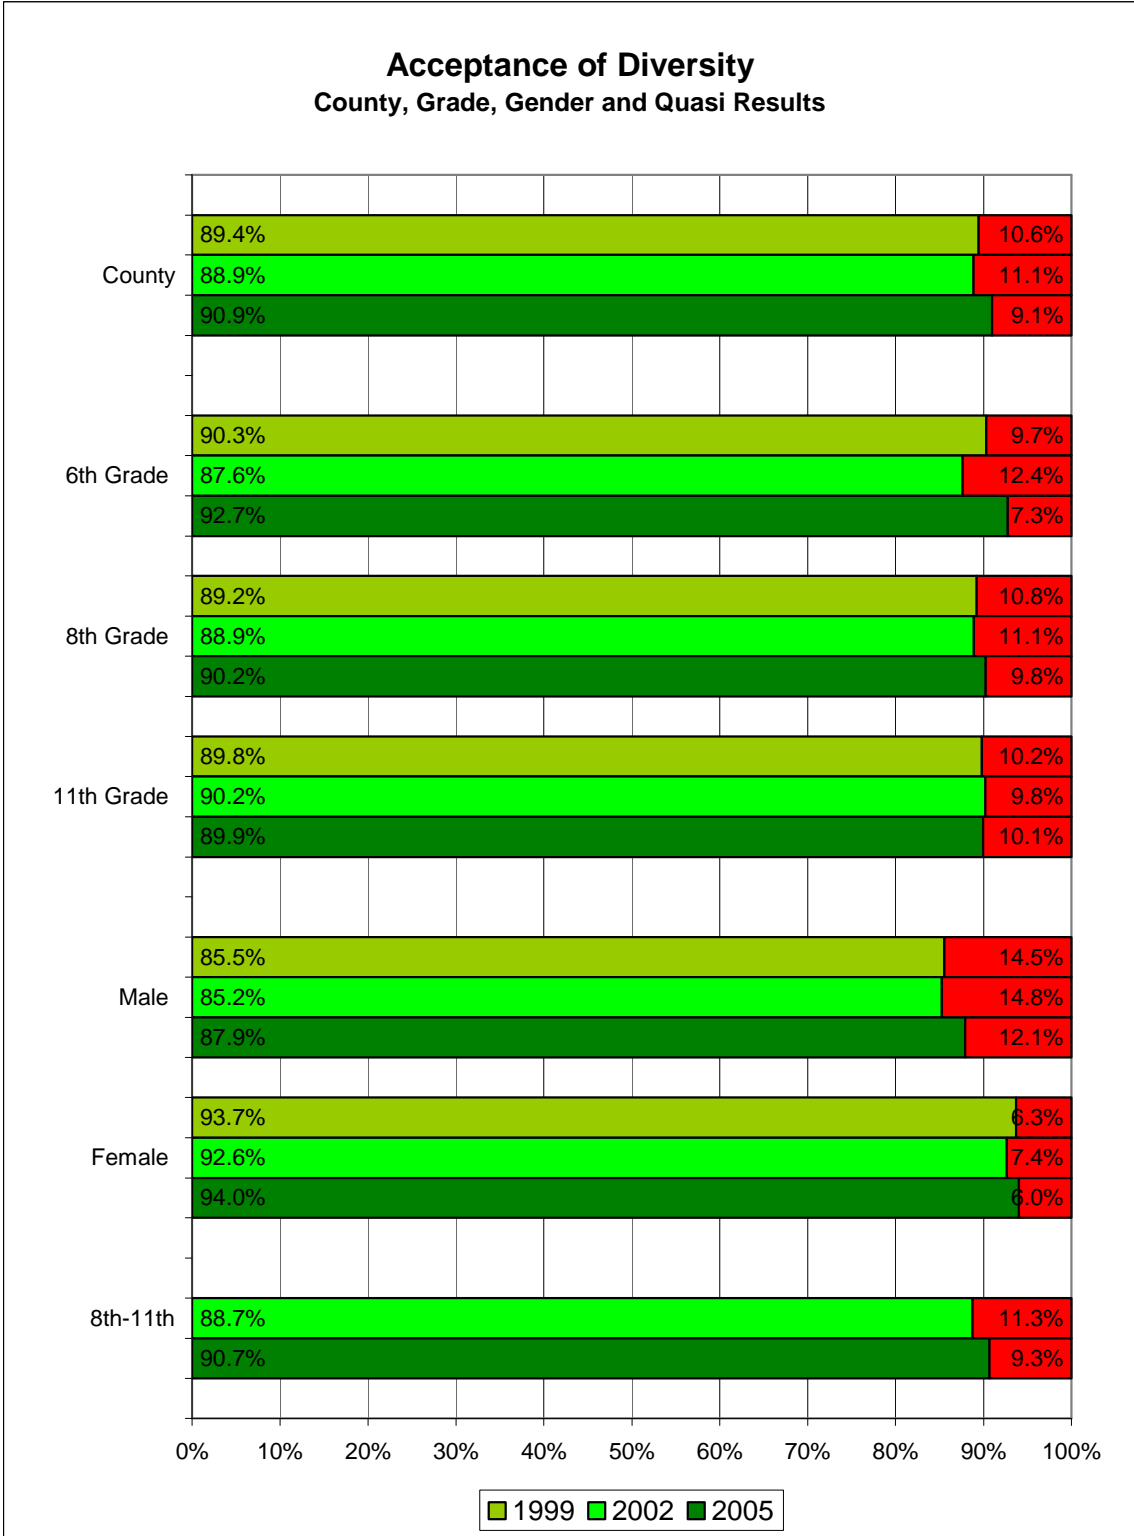 Acceptance of Diversity
County, Grade, Gender and Quasi Results
89.4% 10.6%
County 88.9% 11.1%
90.9% 9.1%
90.3% 9.7%
6th Grade 87.6% 12.4%
92.7% 7.3%
89.2% 10.8%
8th Grade 88.9% 11.1%
90.2% 9.8%
89.8% 10.2%
11th Grade 90.2% 9.8%
89.9% 10.1%
85.5% 14.5%
Male 85.2% 14.8%
87.9% 12.1%
93.7% 6.3%
Female 92.6% 7.4%
94.0% 6.0%
8th-11th 88.7% 11.3%
90.7% 9.3%
0% 10% 20% 30% 40% 50% 60% 70% 80% 90% 100%
1999 2002 2005